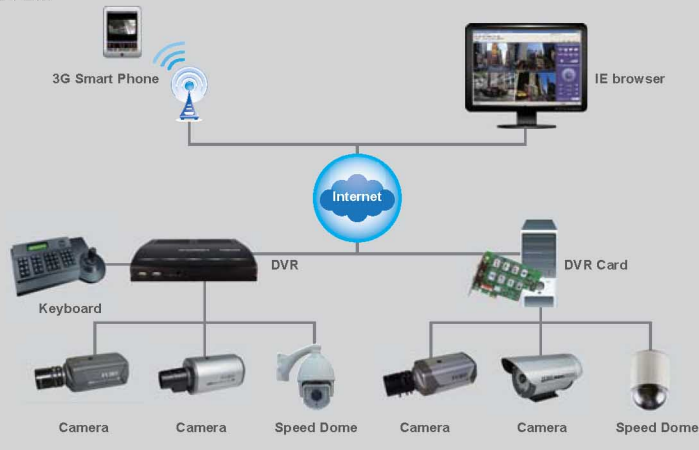 3G Smart Phone
IE browser
Internet
DVR
DVR Card
Keyboard
Camera
Camera
Speed Dome
Camera
Camera
Speed Dome